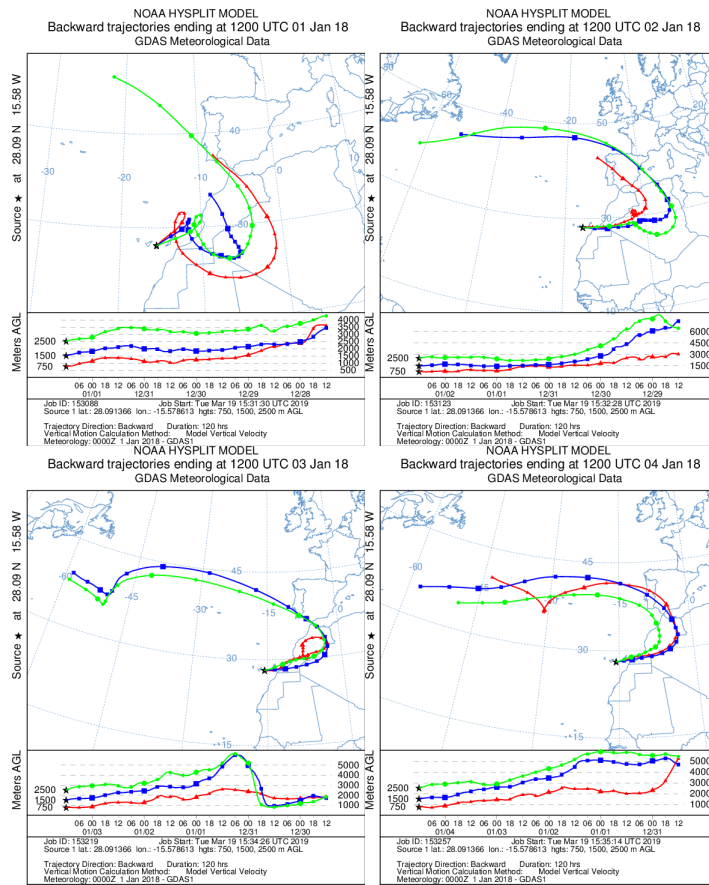 NOAA HYSPLIT MODEL
Backward trajectories ending at 1200 UTC 01 Jan 18
GDAS Meteorological Data
Source ★ at 28.09 N 15.58 W
-30
-20
-10
40
30
Meters AGL
2500
1500
750
4000
3500
3000
2500
2000
1500
1000
500
06 00 18 12 06 00 18 12 06 00 18 12 06 00 18 12 06 00 18 12
01/01 12/31 12/30 12/29 12/28
Job ID: 153088 Job Start: Tue Mar 19 15:31:30 UTC 2019
Source 1 lat.: 28.091366 lon.: -15.578613 hgts: 750, 1500, 2500 m AGL
Trajectory Direction: Backward Duration: 120 hrs
Vertical Motion Calculation Method: Model Vertical Velocity
Meteorology: 0000Z 1 Jan 2018 - GDAS1
NOAA HYSPLIT MODEL
Backward trajectories ending at 1200 UTC 02 Jan 18
GDAS Meteorological Data
Source ★ at 28.09 N 15.58 W
-60
-40
-20
0
45
30
Meters AGL
2500
1500
750
6000
4500
3000
1500
06 00 18 12 06 00 18 12 06 00 18 12 06 00 18 12 06 00 18 12
01/02 01/01 12/31 12/30 12/29
Job ID: 153123 Job Start: Tue Mar 19 15:32:28 UTC 2019
Source 1 lat.: 28.091366 lon.: -15.578613 hgts: 750, 1500, 2500 m AGL
Trajectory Direction: Backward Duration: 120 hrs
Vertical Motion Calculation Method: Model Vertical Velocity
Meteorology: 0000Z 1 Jan 2018 - GDAS1
NOAA HYSPLIT MODEL
Backward trajectories ending at 1200 UTC 03 Jan 18
GDAS Meteorological Data
Source ★ at 28.09 N 15.58 W
-60
-45
-30
-15
0
45
30
-15
Meters AGL
2500
1500
750
5000
4000
3000
2000
1000
06 00 18 12 06 00 18 12 06 00 18 12 06 00 18 12 06 00 18 12
01/03 01/02 01/01 12/31 12/30
Job ID: 153219 Job Start: Tue Mar 19 15:34:26 UTC 2019
Source 1 lat.: 28.091366 lon.: -15.578613 hgts: 750, 1500, 2500 m AGL
Trajectory Direction: Backward Duration: 120 hrs
Vertical Motion Calculation Method: Model Vertical Velocity
Meteorology: 0000Z 1 Jan 2018 - GDAS1
NOAA HYSPLIT MODEL
Backward trajectories ending at 1200 UTC 04 Jan 18
GDAS Meteorological Data
Source ★ at 28.09 N 15.58 W
-60
-45
-30
-15
0
45
30
-15
Meters AGL
2500
1500
750
5000
4000
3000
2000
1000
06 00 18 12 06 00 18 12 06 00 18 12 06 00 18 12 06 00 18 12
01/04 01/03 01/02 01/01 12/31
Job ID: 153257 Job Start: Tue Mar 19 15:35:14 UTC 2019
Source 1 lat.: 28.091366 lon.: -15.578613 hgts: 750, 1500, 2500 m AGL
Trajectory Direction: Backward Duration: 120 hrs
Vertical Motion Calculation Method: Model Vertical Velocity
Meteorology: 0000Z 1 Jan 2018 - GDAS1